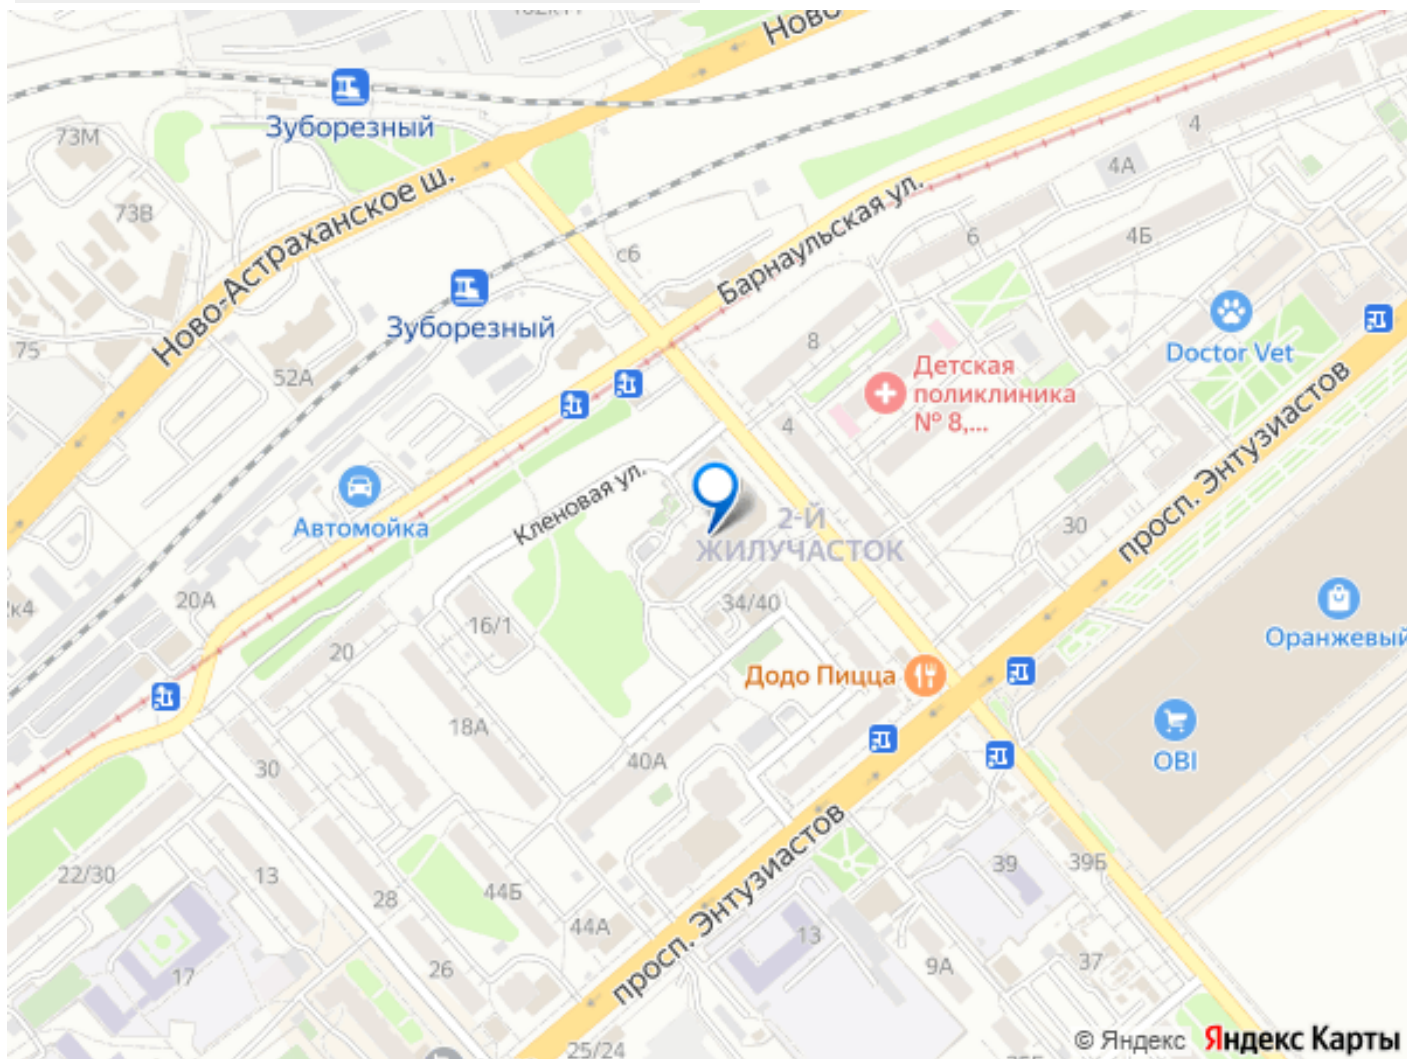 Ново-
Зуборезный
73М
4
4А
73В
Ново-Астраханское ш.
Барнаульская ул.
6
4Б
с6
Зуборезный
75
52А
8
Doctor Vet
Детская
поликлиника
№ 8,...
4
просп. Энтузиастов
Автомойка
Кленовая ул.
2-Й
ЖИЛУЧАСТОК
30
20А
16/1
34/40
Оранжевый
20
Додо Пицца
18А
40А
OBI
30
просп. Энтузиастов
22/30
13
28
44Б
39
39Б
44А
13
17
26
9А
37
25/24
© Яндекс Яндекс Карты